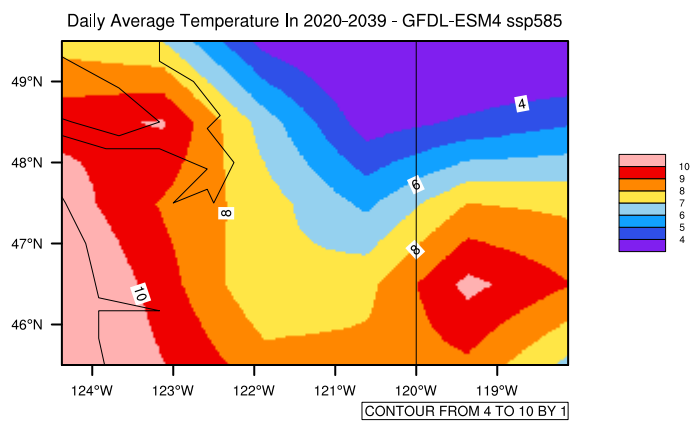 Daily Average Temperature In 2020-2039 - GFDL-ESM4 ssp585
49°N
48°N
47°N
46°N
4
6
8
8
10
10
9
8
7
6
5
4
124°W 123°W 122°W 121°W 120°W 119°W
CONTOUR FROM 4 TO 10 BY 1